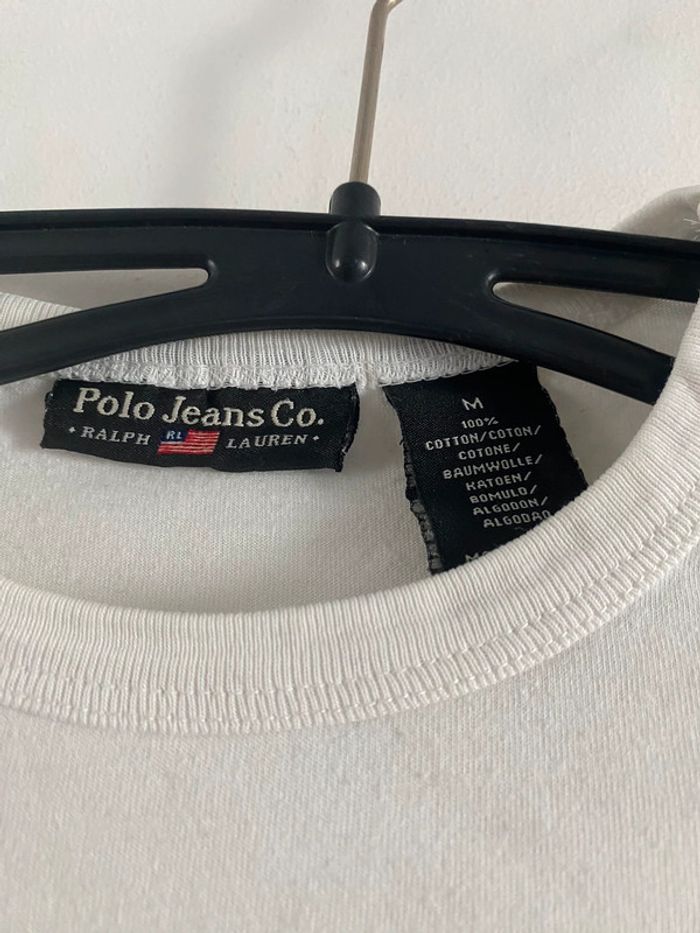 Polo Jeans Co.
• RALPH RL LAUREN •
M
100%
COTTON/COTON/
COTONE/
BAUMWOLLE/
KATOEN/
BOMULD/
ALGODON/
ALGODAO